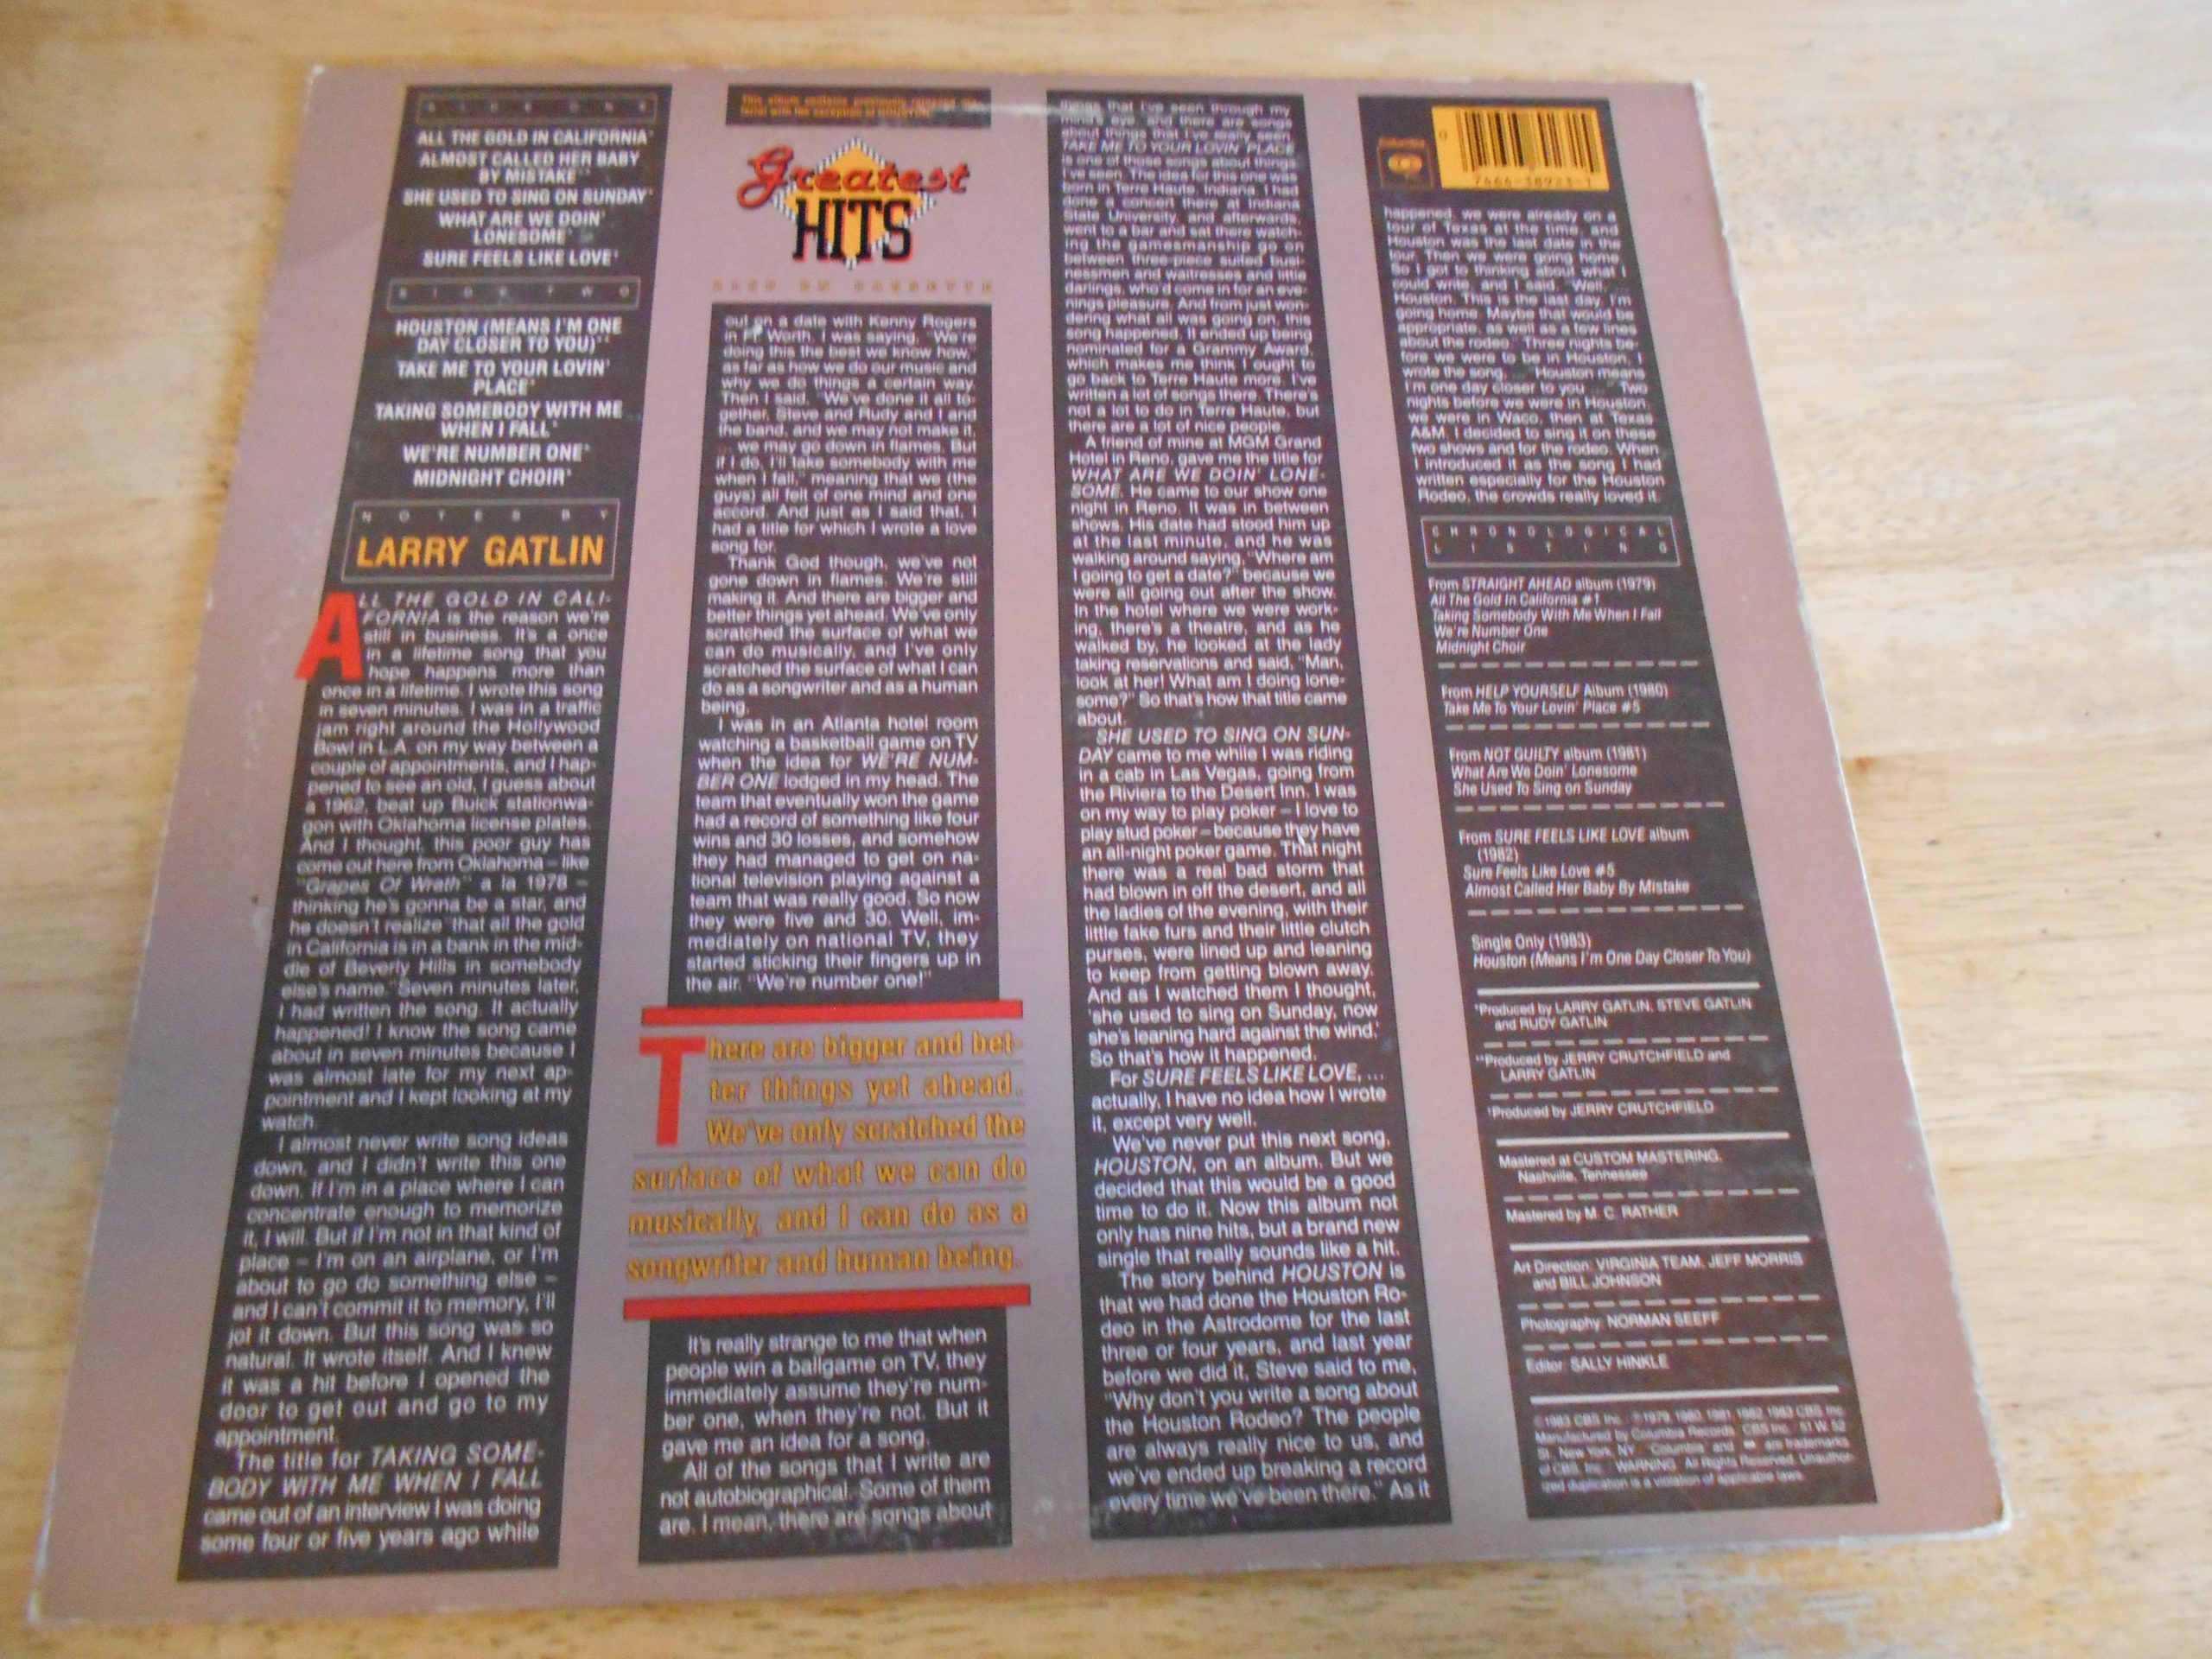 SIDE ONE
ALL THE GOLD IN CALIFORNIA*
ALMOST CALLED HER BABY
BY MISTAKE**
SHE USED TO SING ON SUNDAY*
WHAT ARE WE DOIN'
LONESOME*
SURE FEELS LIKE LOVE*
SIDE TWO
HOUSTON (MEANS I'M ONE
DAY CLOSER TO YOU)**
TAKE ME TO YOUR LOVIN'
PLACE*
TAKING SOMEBODY WITH ME
WHEN I FALL*
WE'RE NUMBER ONE*
MIDNIGHT CHOIR*
NOTES BY
LARRY GATLIN
ALL THE GOLD IN CALI-
FORNIA is the reason we're
still in business. It's a once
in a lifetime song that you
hope happens more than
once in a lifetime. I wrote this song
in seven minutes. I was in a traffic
jam right around the Hollywood
Bowl in L.A. on my way between a
couple of appointments, and I hap-
pened to see an old, I guess about
a 1962, beat up Buick stationwa-
gon with Oklahoma license plates.
And I thought, this poor guy has
come out here from Oklahoma – like
"Grapes Of Wrath" a la 1978 –
thinking he's gonna be a star, and
he doesn't realize "that all the gold
in California is in a bank in the mid-
dle of Beverly Hills in somebody
else's name." Seven minutes later,
I had written the song. It actually
happened! I know the song came
about in seven minutes because I
was almost late for my next ap-
pointment and I kept looking at my
watch.
I almost never write song ideas
down, and I didn't write this one
down. If I'm in a place where I can
concentrate enough to memorize
it, I will. But if I'm not in that kind of
place – I'm on an airplane, or I'm
about to go do something else –
and I can't commit it to memory, I'll
jot it down. But this song was so
natural. It wrote itself. And I knew
it was a hit before I opened the
door to get out and go to my
appointment.
The title for TAKING SOME-
BODY WITH ME WHEN I FALL
came out of an interview I was doing
some four or five years ago while
This album contains previously released ma-
terial with the exception of HOUSTON.
Greatest
HITS
ALSO ON CASSETTE
out on a date with Kenny Rogers
in FT Worth. I was saying, "We're
doing this the best we know how,"
as far as how we do our music and
why we do things a certain way.
Then I said, "We've done it all to-
gether, Steve and Rudy and I and
the band, and we may not make it.
... we may go down in flames. But
if I do, I'll take somebody with me
when I fall," meaning that we (the
guys) all felt of one mind and one
accord. And just as I said that, I
had a title for which I wrote a love
song for.
Thank God though, we've not
gone down in flames. We're still
making it. And there are bigger and
better things yet ahead. We've only
scratched the surface of what we
can do musically, and I've only
scratched the surface of what I can
do as a songwriter and as a human
being.
I was in an Atlanta hotel room
watching a basketball game on TV
when the idea for WE'RE NUM-
BER ONE lodged in my head. The
team that eventually won the game
had a record of something like four
wins and 30 losses, and somehow
they had managed to get on na-
tional television playing against a
team that was really good. So now
they were five and 30. Well, im-
mediately on national TV, they
started sticking their fingers up in
the air. "We're number one!"
There are bigger and bet-
ter things yet ahead.
We've only scratched the
surface of what we can do
musically, and I can do as a
songwriter and human being.
It's really strange to me that when
people win a ballgame on TV, they
immediately assume they're num-
ber one, when they're not. But it
gave me an idea for a song.
All of the songs that I write are
not autobiographical. Some of them
are. I mean, there are songs about
things that I've seen through my
mind's eye, and there are songs
about things that I've really seen.
TAKE ME TO YOUR LOVIN' PLACE
is one of those songs about things
I've seen. The idea for this one was
born in Terre Haute, Indiana. I had
done a concert there at Indiana
State University, and afterwards,
went to a bar and sat there watch-
ing the gamesmanship go on
between three-piece suited busi-
nessmen and waitresses and little
darlings, who'd come in for an eve-
nings pleasure. And from just won-
dering what all was going on, this
song happened. It ended up being
nominated for a Grammy Award,
which makes me think I ought to
go back to Terre Haute more. I've
written a lot of songs there. There's
not a lot to do in Terre Haute, but
there are a lot of nice people.
A friend of mine at MGM Grand
Hotel in Reno, gave me the title for
WHAT ARE WE DOIN' LONE-
SOME. He came to our show one
night in Reno. It was in between
shows. His date had stood him up
at the last minute, and he was
walking around saying, "Where am
I going to get a date?" because we
were all going out after the show.
In the hotel where we were work-
ing, there's a theatre, and as he
walked by, he looked at the lady
taking reservations and said, "Man,
look at her! What am I doing lone-
some?" So that's how that title came
about.
SHE USED TO SING ON SUN-
DAY came to me while I was riding
in a cab in Las Vegas, going from
the Riviera to the Desert Inn. I was
on my way to play poker – I love to
play stud poker – because they have
an all-night poker game. That night
there was a real bad storm that
had blown in off the desert, and all
the ladies of the evening, with their
little fake furs and their little clutch
purses, were lined up and leaning
to keep from getting blown away.
And as I watched them I thought,
'she used to sing on Sunday, now
she's leaning hard against the wind.'
So that's how it happened.
For SURE FEELS LIKE LOVE, ...
actually, I have no idea how I wrote
it, except very well.
We've never put this next song,
HOUSTON, on an album. But we
decided that this would be a good
time to do it. Now this album not
only has nine hits, but a brand new
single that really sounds like a hit.
The story behind HOUSTON is
that we had done the Houston Ro-
deo in the Astrodome for the last
three or four years, and last year
before we did it, Steve said to me,
"Why don't you write a song about
the Houston Rodeo? The people
are always really nice to us, and
we've ended up breaking a record
every time we've been there." As it
Columbia
0
7464-38923-1
happened, we were already on a
tour of Texas at the time, and
Houston was the last date in the
tour. Then we were going home.
So I got to thinking about what I
could write, and I said, "Well, ...
Houston. This is the last day. I'm
going home. Maybe that would be
appropriate, as well as a few lines
about the rodeo." Three nights be-
fore we were to be in Houston, I
wrote the song, ... "Houston means
I'm one day closer to you ..." Two
nights before we were in Houston,
we were in Waco, then at Texas
A&M. I decided to sing it on these
two shows and for the rodeo. When
I introduced it as the song I had
written especially for the Houston
Rodeo, the crowds really loved it.
CHRONOLOGICAL
LISTING
From STRAIGHT AHEAD album (1979)
All The Gold In California #1
Taking Somebody With Me When I Fall
We're Number One
Midnight Choir
From HELP YOURSELF Album (1980)
Take Me To Your Lovin' Place #5
From NOT GUILTY album (1981)
What Are We Doin' Lonesome
She Used To Sing on Sunday
From SURE FEELS LIKE LOVE album
(1982)
Sure Feels Like Love #5
Almost Called Her Baby By Mistake
Single Only (1983)
Houston (Means I'm One Day Closer To You)
*Produced by LARRY GATLIN, STEVE GATLIN
and RUDY GATLIN
**Produced by JERRY CRUTCHFIELD and
LARRY GATLIN
†Produced by JERRY CRUTCHFIELD
Mastered at CUSTOM MASTERING,
Nashville, Tennessee
Mastered by M. C. RATHER
Art Direction: VIRGINIA TEAM, JEFF MORRIS
and BILL JOHNSON
Photography: NORMAN SEEFF
Editor: SALLY HINKLE
©1983 CBS Inc. ℗1979, 1980, 1981, 1982, 1983 CBS Inc.
Manufactured by Columbia Records CBS Inc. 51 W. 52
St. New York, NY "Columbia" and are trademarks
of CBS, Inc. WARNING: All Rights Reserved. Unauthor-
ized duplication is a violation of applicable laws.